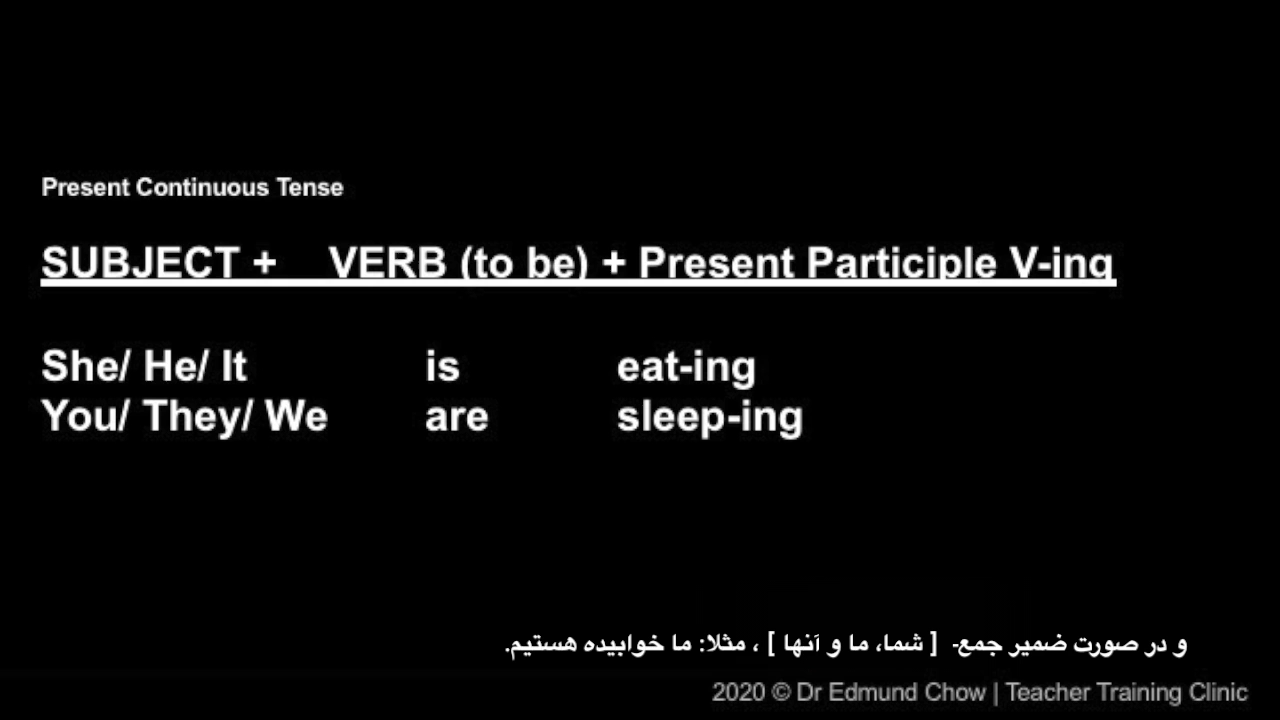 Present Continuous Tense
SUBJECT + VERB (to be) + Present Participle V-ing
She/ He/ It is eat-ing
You/ They/ We are sleep-ing
و در صورت ضمیر جمع- [ شما، ما و آنها ] ، مثلا: ما خوابیده هستیم.
2020 © Dr Edmund Chow | Teacher Training Clinic